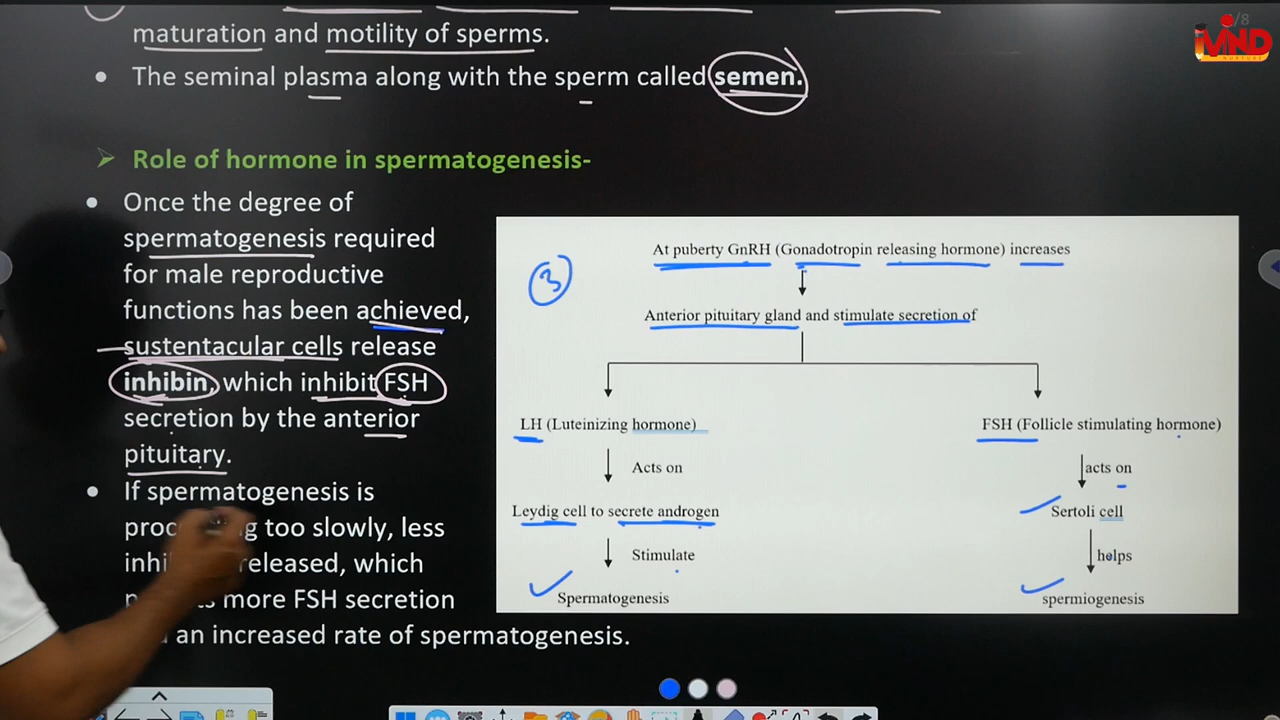 maturation and motility of sperms.
/8
MND
NURTURE
• The seminal plasma along with the sperm called semen.
➤ Role of hormone in spermatogenesis-
• Once the degree of
spermatogenesis required
for male reproductive
functions has been achieved,
sustentacular cells release
inhibin, which inhibit FSH
secretion by the anterior
pituitary.
• If spermatogenesis is
too slowly, less
released, which
more FSH secretion
an increased rate of spermatogenesis.
3
At puberty GnRH (Gonadotropin releasing hormone) increases
Anterior pituitary gland and stimulate secretion of
LH (Luteinizing hormone)
FSH (Follicle stimulating hormone)
Acts on
acts on
Leydig cell to secrete androgen
Sertoli cell
Stimulate
helps
Spermatogenesis
spermiogenesis